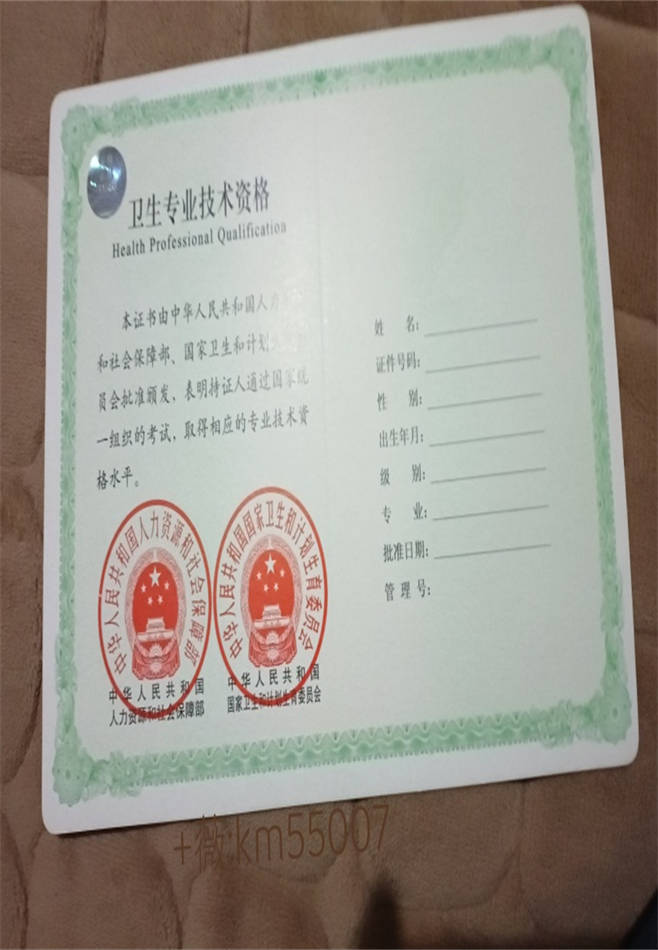 卫生专业技术资格
Health Professional Qualification
本证书由中华人民共和国人力
和社会保障部、国家卫生和计划
员会批准颁发，表明持证人通过国家统
一组织的考试，取得相应的专业技术资
格水平。
中华人民共和国人力资源和社会保障部
中华人民共和国国家卫生和计划生育委员会
中华人民共和国
人力资源和社会保障部
中华人民共和国
国家卫生和计划生育委员会
姓 名：
证件号码：
性 别：
出生年月：
级 别：
专 业：
批准日期：
管 理 号：
+微:km55007